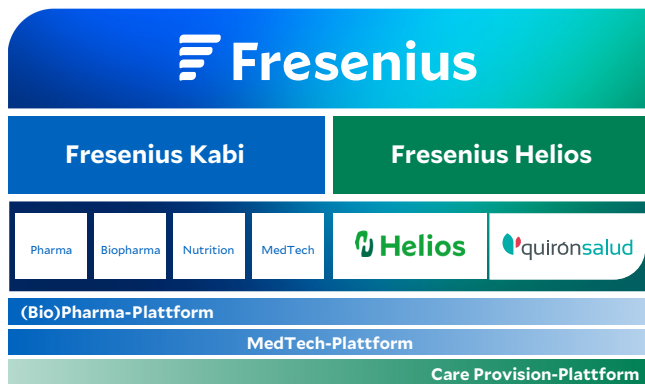 Fresenius
Fresenius Kabi
Fresenius Helios
Pharma
Biopharma
Nutrition
MedTech
Helios
quirónsalud
(Bio)Pharma-Plattform
MedTech-Plattform
Care Provision-Plattform